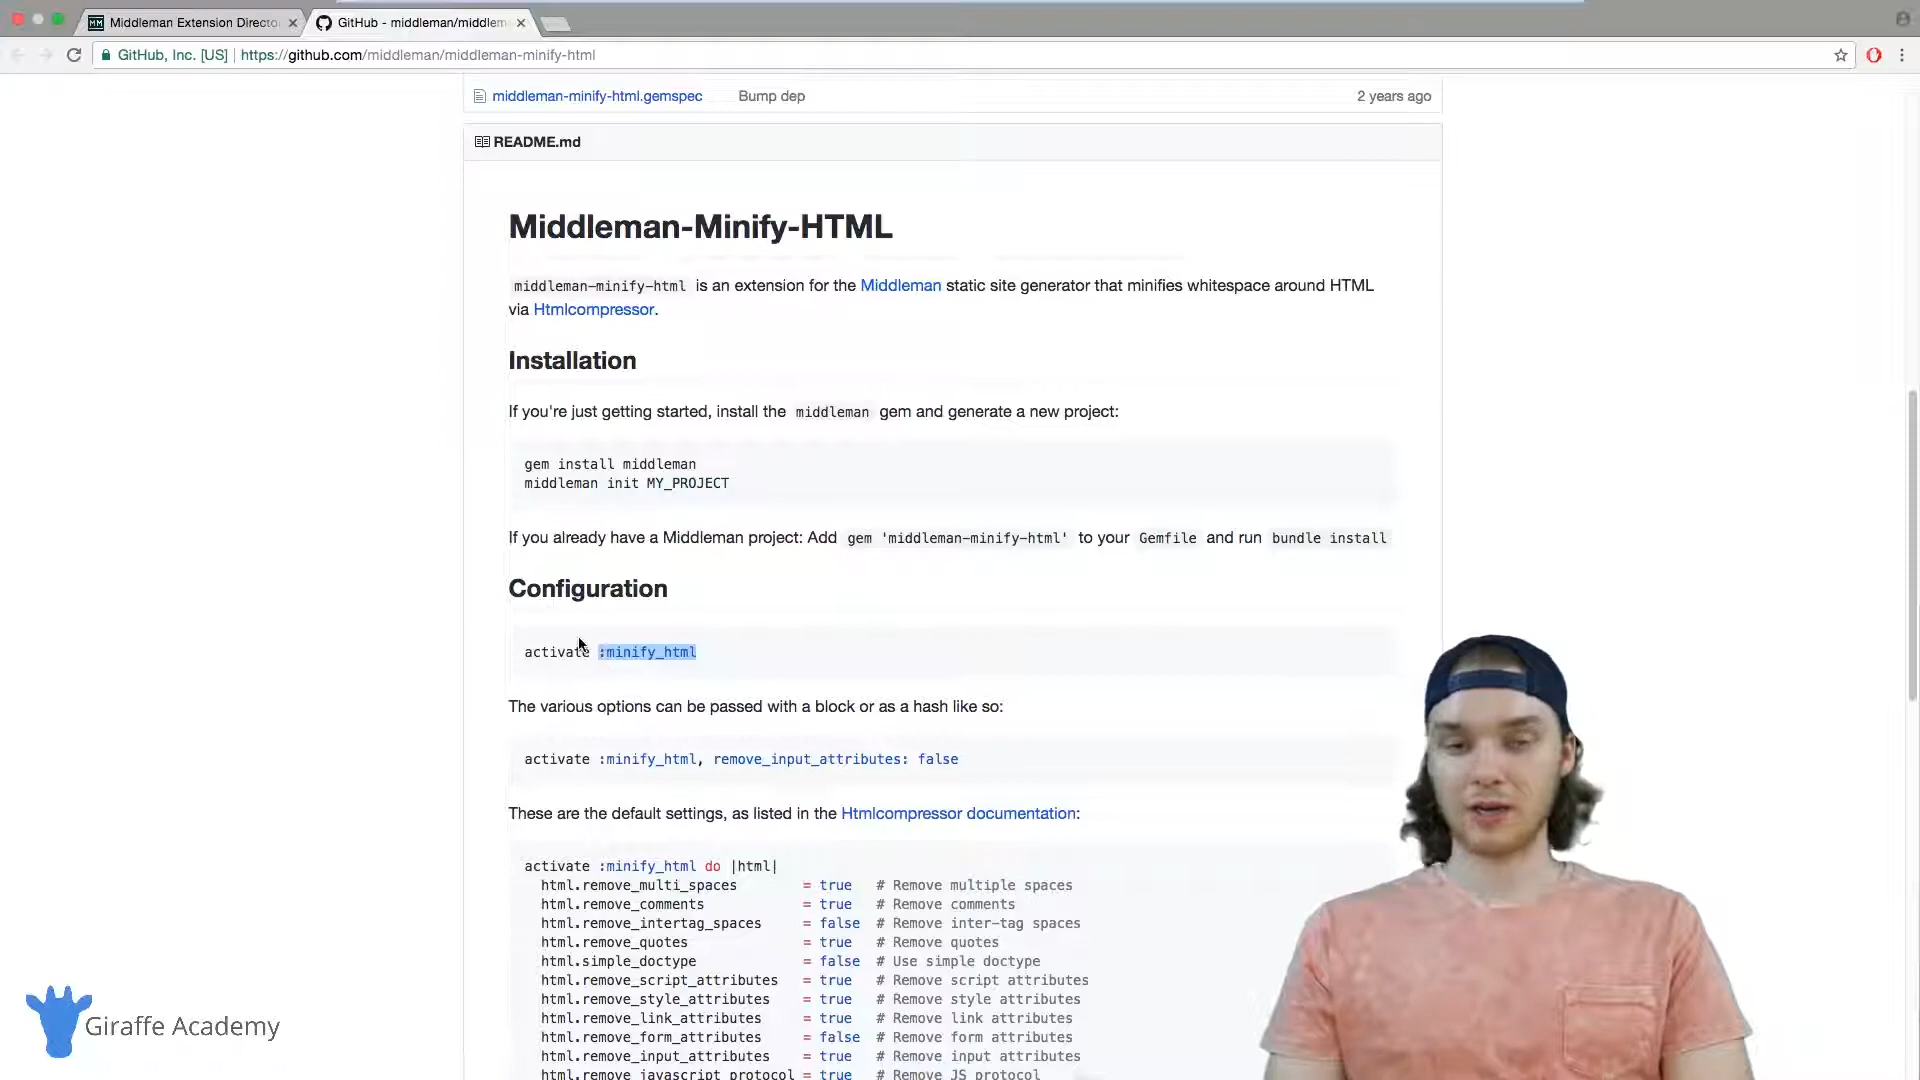 Middleman Extension Directo
GitHub - middleman/middlem
GitHub, Inc. [US] | https://github.com/middleman/middleman-minify-html
middleman-minify-html.gemspec Bump dep 2 years ago
README.md
Middleman-Minify-HTML
middleman-minify-html is an extension for the Middleman static site generator that minifies whitespace around HTML
via Htmlcompressor.
Installation
If you're just getting started, install the middleman gem and generate a new project:
gem install middleman
middleman init MY_PROJECT
If you already have a Middleman project: Add gem 'middleman-minify-html' to your Gemfile and run bundle install
Configuration
activate :minify_html
The various options can be passed with a block or as a hash like so:
activate :minify_html, remove_input_attributes: false
These are the default settings, as listed in the Htmlcompressor documentation:
activate :minify_html do |html|
html.remove_multi_spaces = true # Remove multiple spaces
html.remove_comments = true # Remove comments
html.remove_intertag_spaces = false # Remove inter-tag spaces
html.remove_quotes = true # Remove quotes
html.simple_doctype = false # Use simple doctype
html.remove_script_attributes = true # Remove script attributes
html.remove_style_attributes = true # Remove style attributes
html.remove_link_attributes = true # Remove link attributes
html.remove_form_attributes = false # Remove form attributes
html.remove_input_attributes = true # Remove input attributes
html.remove_javascript_protocol = true # Remove JS protocol
Giraffe Academy